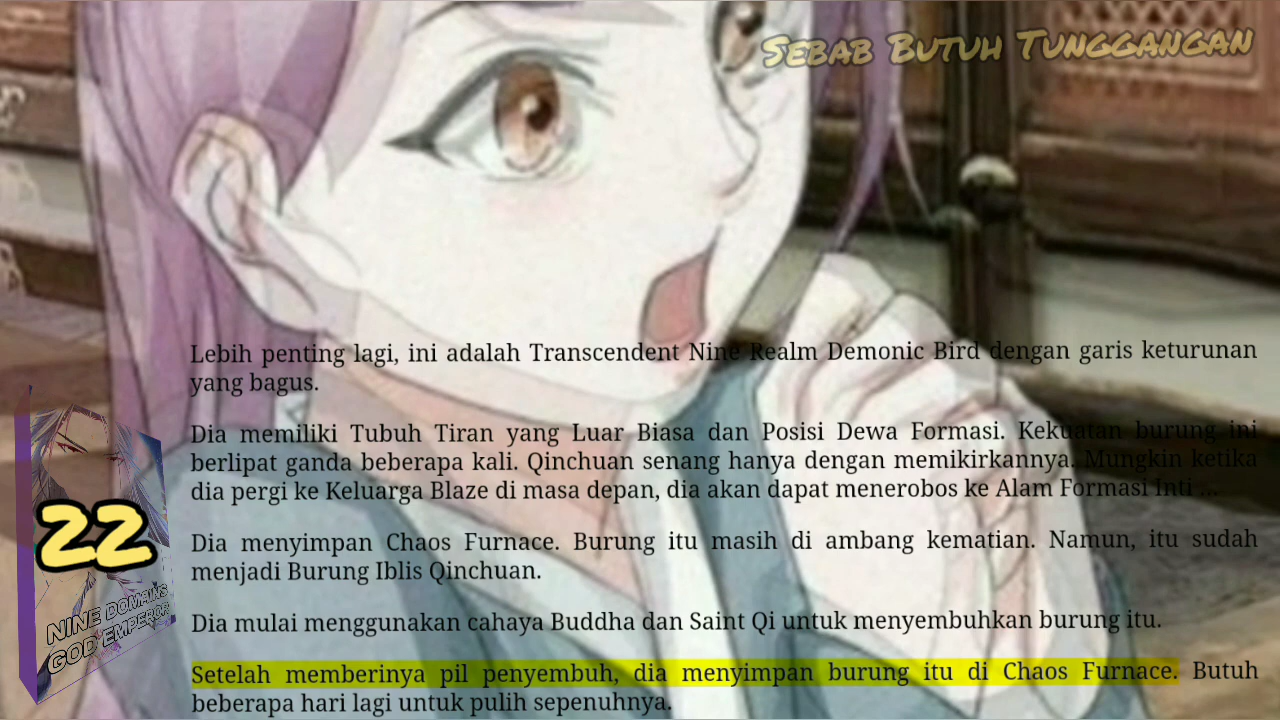 Sebab Butuh Tunggangan
Lebih penting lagi, ini adalah Transcendent Nine Realm Demonic Bird dengan garis keturunan
yang bagus.
Dia memiliki Tubuh Tiran yang Luar Biasa dan Posisi Dewa Formasi. Kekuatan burung ini
berlipat ganda beberapa kali. Qinchuan senang hanya dengan memikirkannya. Mungkin ketika
dia pergi ke Keluarga Blaze di masa depan, dia akan dapat menerobos ke Alam Formasi Inti ...
Dia menyimpan Chaos Furnace. Burung itu masih di ambang kematian. Namun, itu sudah
menjadi Burung Iblis Qinchuan.
Dia mulai menggunakan cahaya Buddha dan Saint Qi untuk menyembuhkan burung itu.
Setelah memberinya pil penyembuh, dia menyimpan burung itu di Chaos Furnace. Butuh
beberapa hari lagi untuk pulih sepenuhnya.
22
NINE DOMAINS
GOD EMPEROR